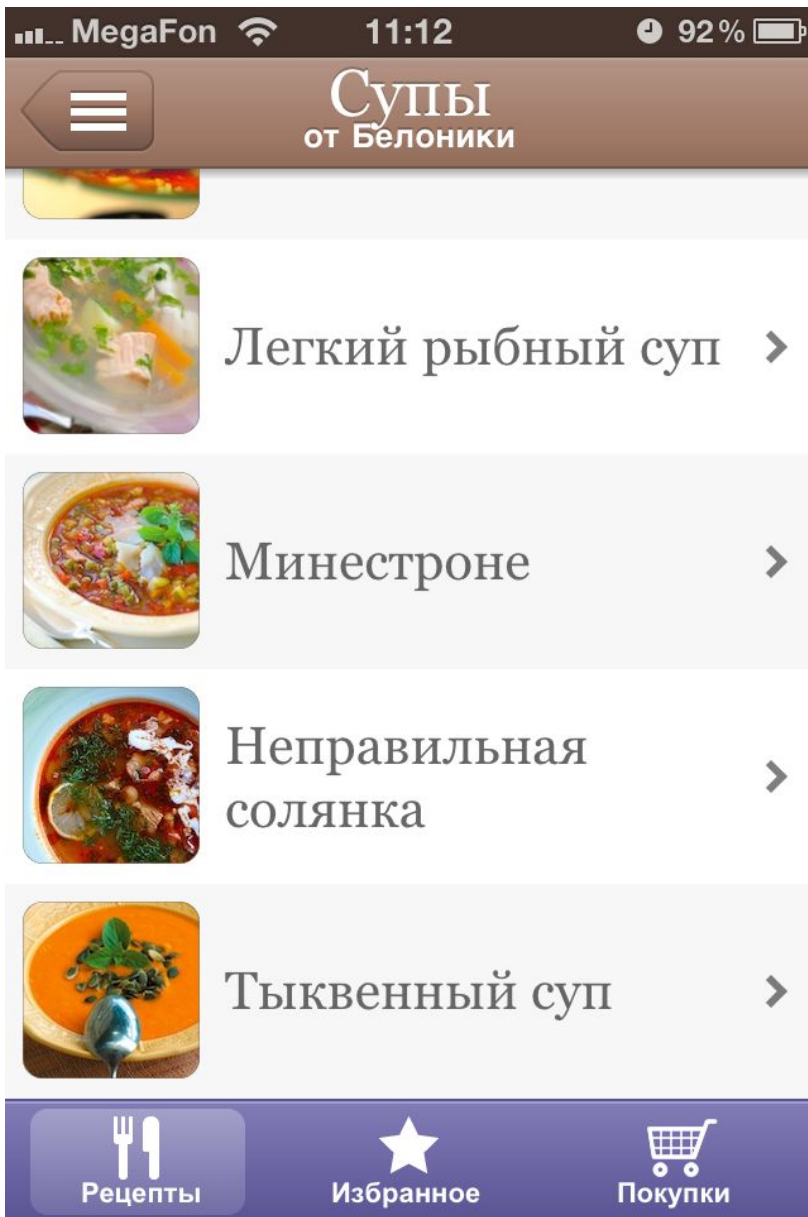 MegaFon 11:12 92%
Супы
от Белоники
Легкий рыбный суп
Минестроне
Неправильная
солянка
Тыквенный суп
Рецепты Избранное Покупки